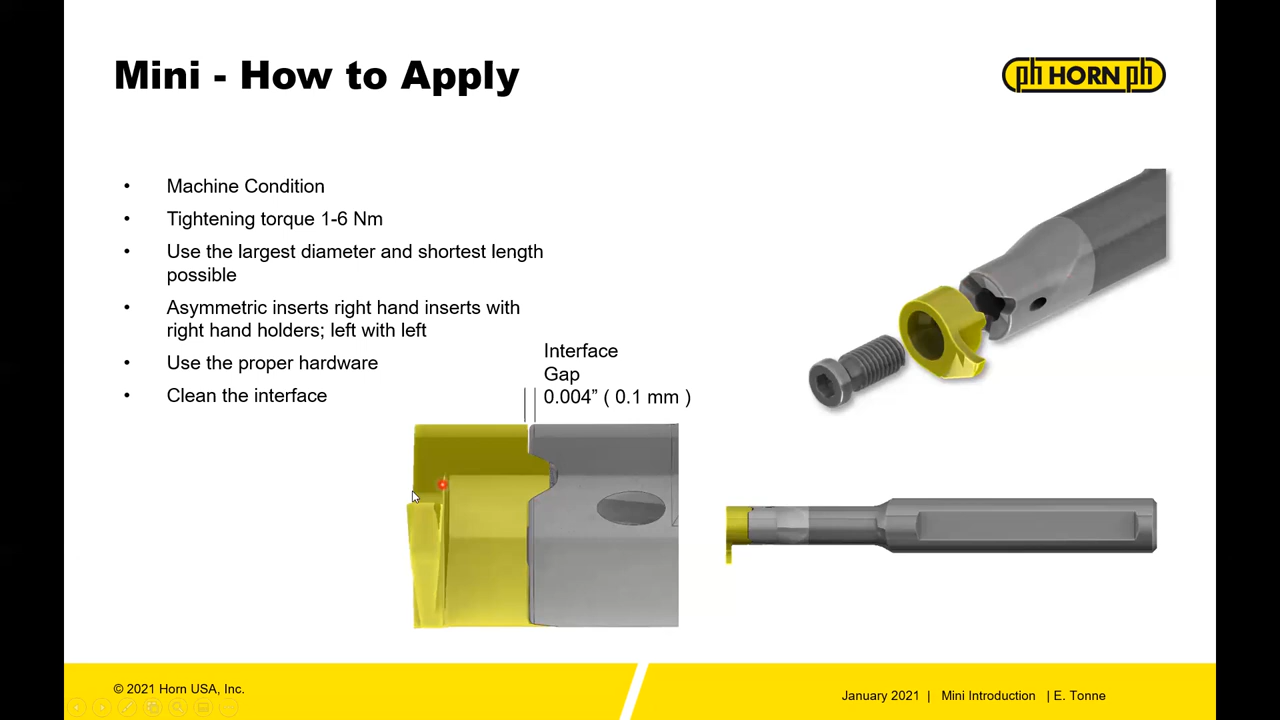 Mini - How to Apply
ph HORN ph
• Machine Condition
• Tightening torque 1-6 Nm
• Use the largest diameter and shortest length
possible
• Asymmetric inserts right hand inserts with
right hand holders; left with left
• Use the proper hardware
• Clean the interface
Interface
Gap
0.004” ( 0.1 mm )
© 2021 Horn USA, Inc.
January 2021 | Mini Introduction | E. Tonne